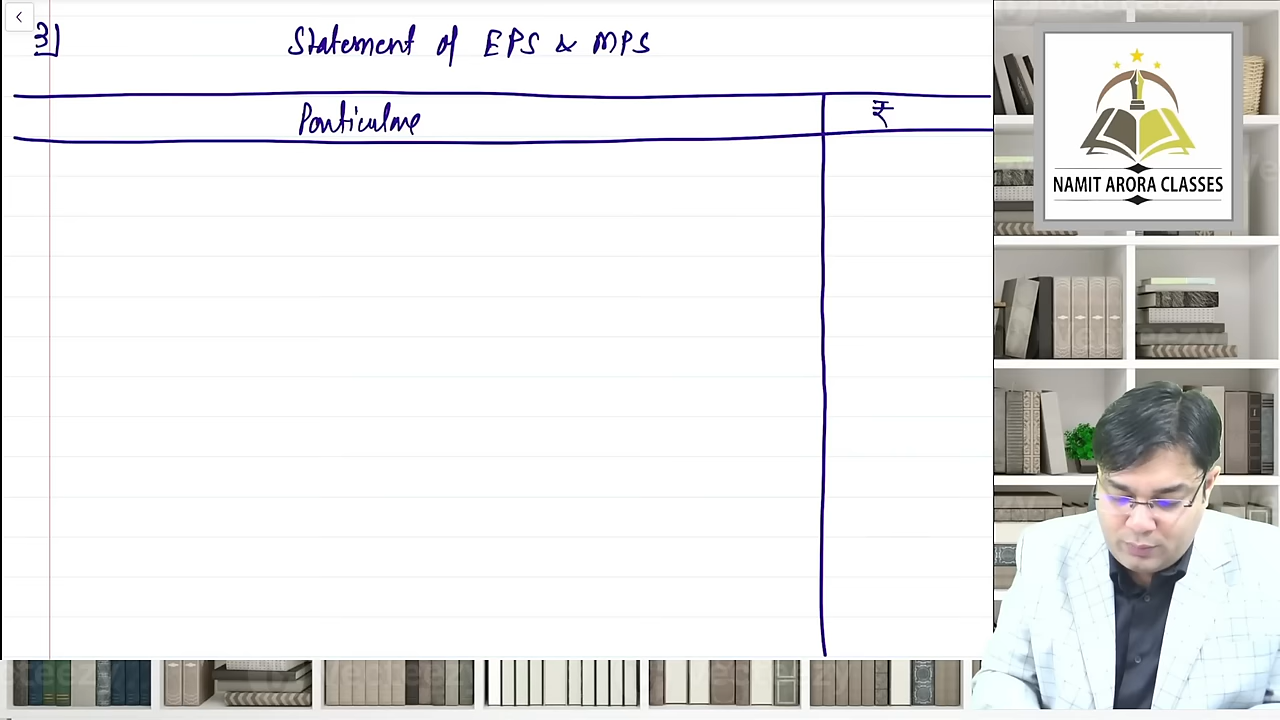 3]
Statement of EPS & MPS
Particulars
₹
NAMIT ARORA CLASSES